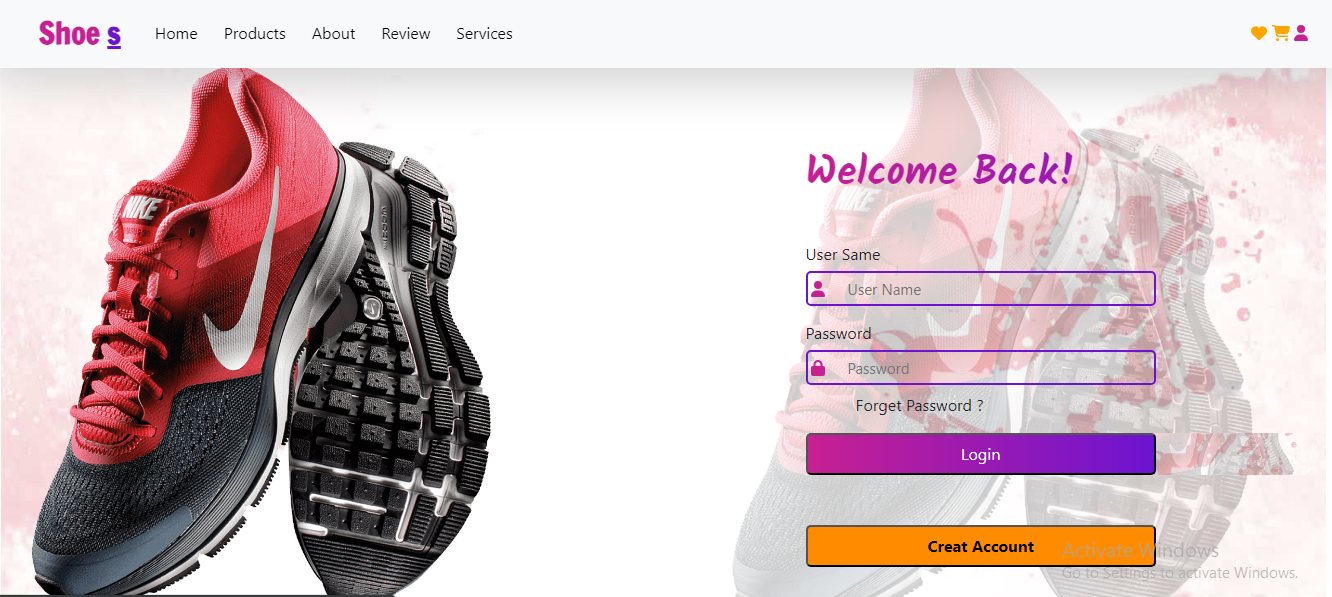 Shoe s Home Products About Review Services
NIKE
Welcome Back!
User Same
User Name
Password
Password
Forget Password ?
Login
Creat Account
Activate Windows
Go to Settings to activate Windows.